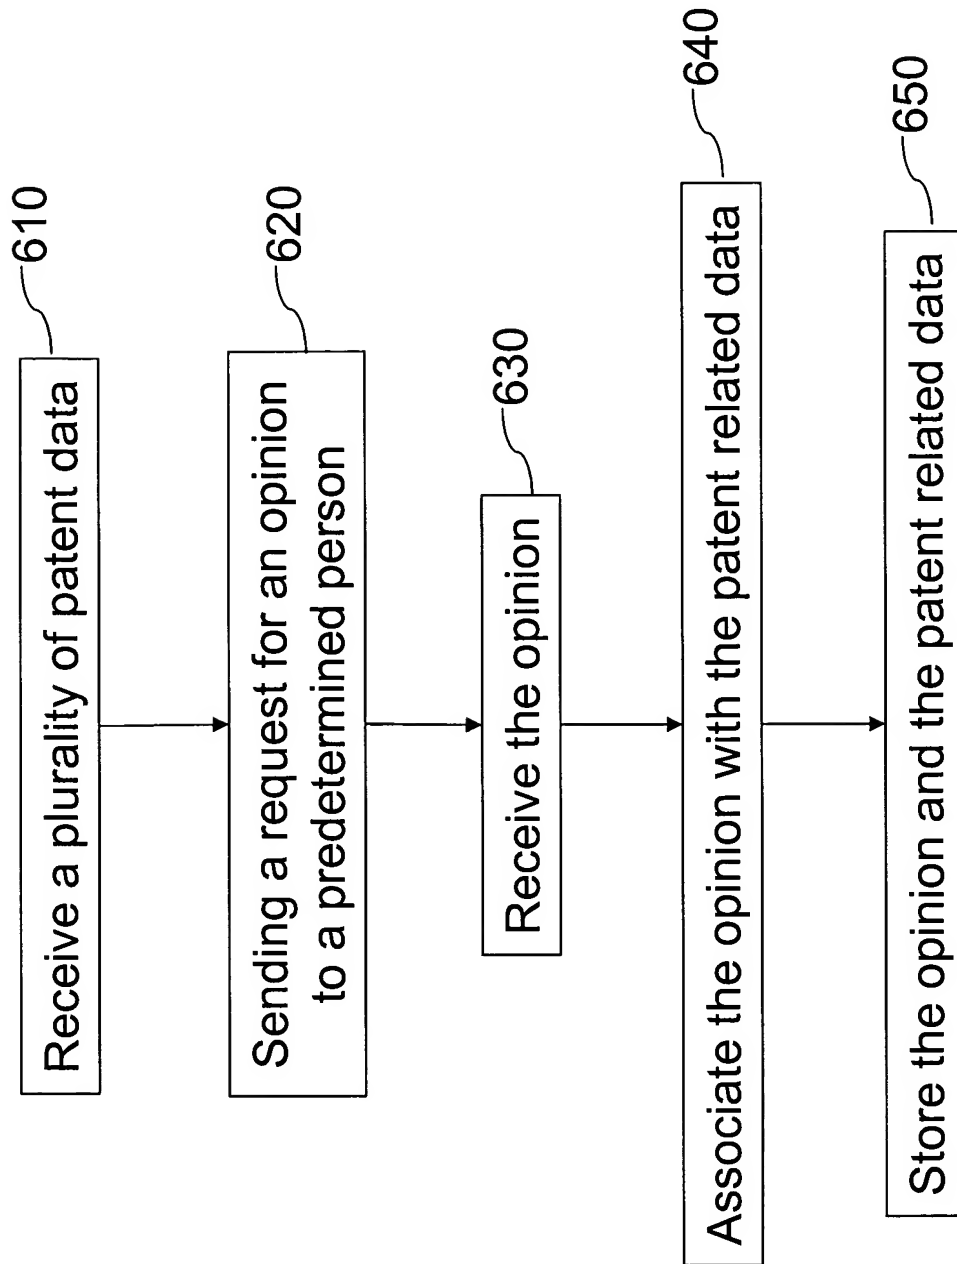 Receive a plurality of patent data
610
Sending a request for an opinion
to a predetermined person
620
Receive the opinion
630
Associate the opinion with the patent related data
640
Store the opinion and the patent related data
650